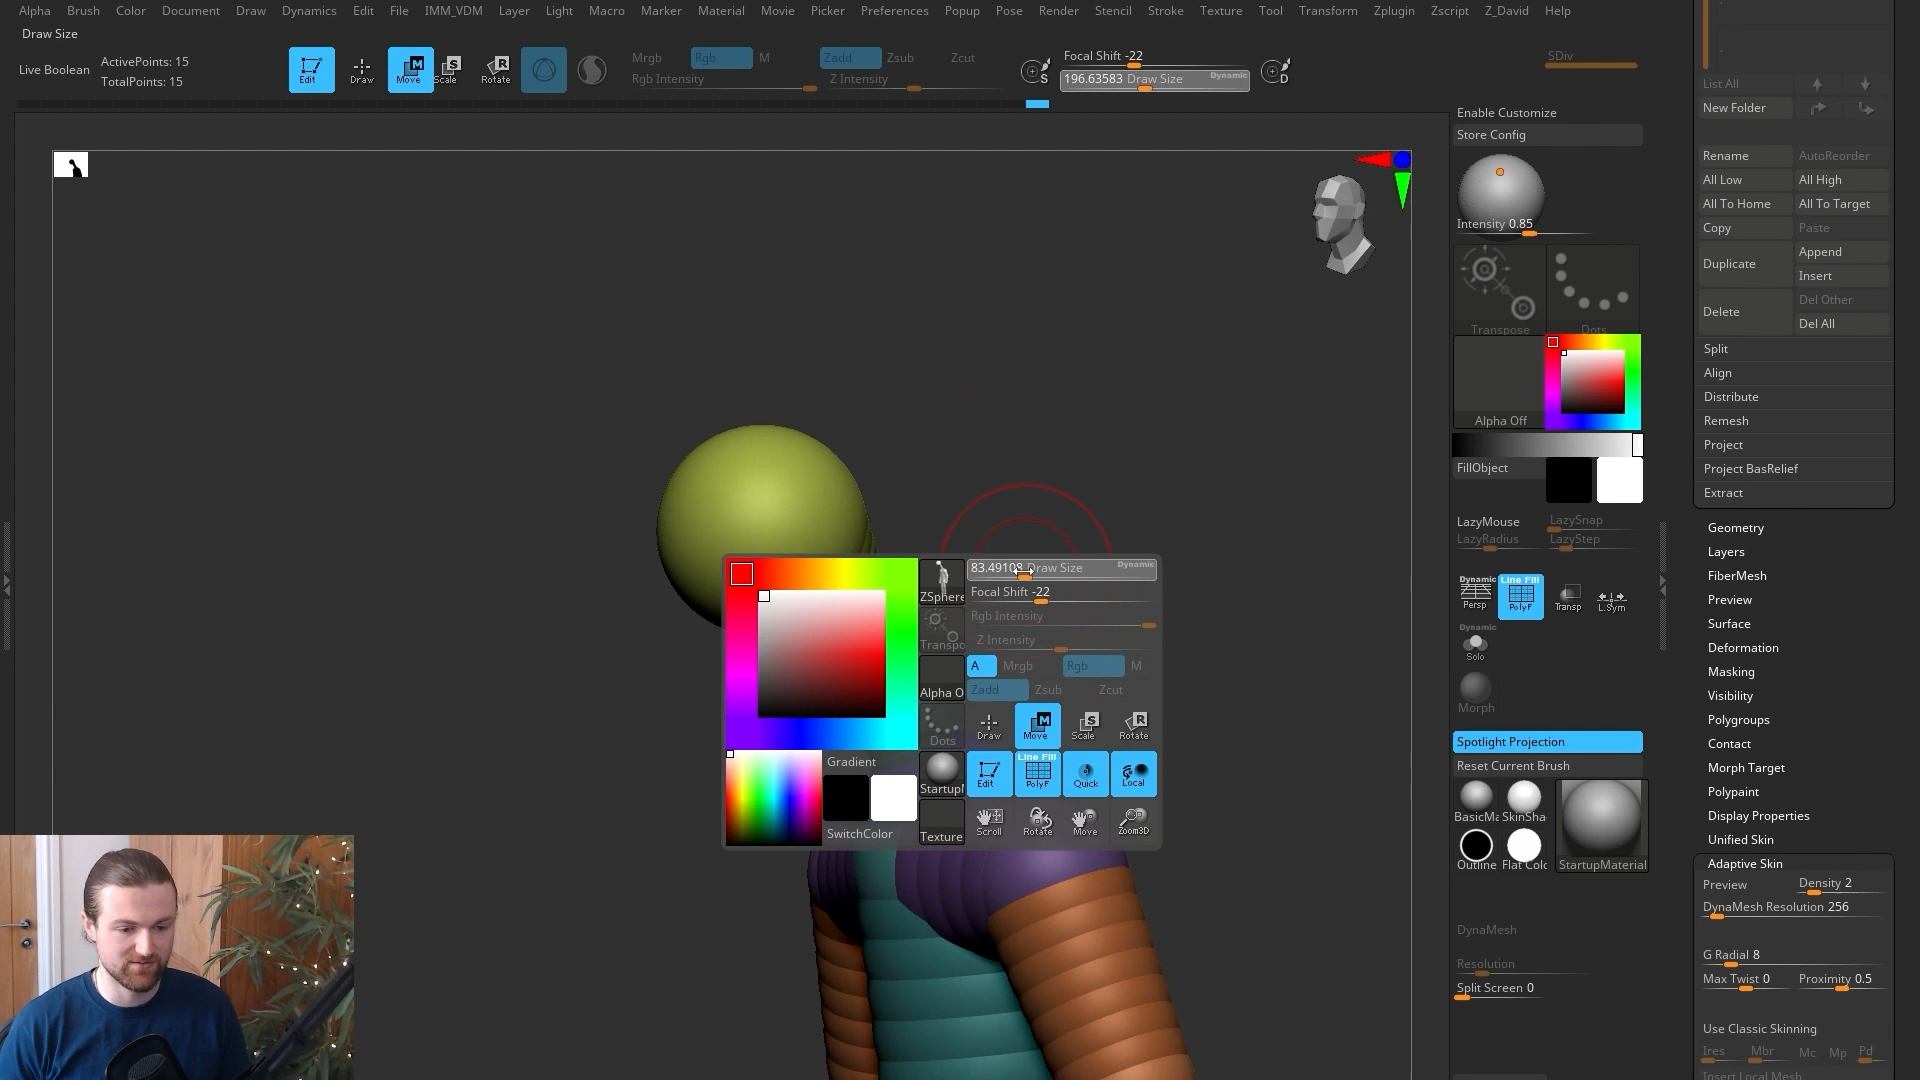 Alpha Brush Color Document Draw Dynamics Edit File IMM_VDM Layer Light Macro Marker Material Movie Picker Preferences Popup Pose Render Stencil Stroke Texture Tool Transform Zplugin Zscript Z_David Help
Draw Size
Live Boolean
ActivePoints: 15
TotalPoints: 15
Edit
Draw
Move
Scale
Rotate
Mrgb Rgb M
Rgb Intensity
Zadd Zsub Zcut
Z Intensity
S
Focal Shift -22
196.63583 Draw Size Dynamic
D
SDiv
Enable Customize
Store Config
Intensity 0.85
Transpose
Dots
Alpha Off
FillObject
LazyMouse LazySnap
LazyRadius LazyStep
Dynamic
Persp
Line Fill
PolyF
Transp
L.Sym
Dynamic
Solo
Morph
Spotlight Projection
Reset Current Brush
BasicMa SkinSha
Outline Flat Colc StartupMaterial
DynaMesh
Resolution
Split Screen 0
List All
New Folder
Rename AutoReorder
All Low All High
All To Home All To Target
Copy Paste
Duplicate
Append
Insert
Delete
Del Other
Del All
Split
Align
Distribute
Remesh
Project
Project BasRelief
Extract
Geometry
Layers
FiberMesh
Preview
Surface
Deformation
Masking
Visibility
Polygroups
Contact
Morph Target
Polypaint
Display Properties
Unified Skin
Adaptive Skin
Preview Density 2
DynaMesh Resolution 256
G Radial 8
Max Twist 0 Proximity 0.5
Use Classic Skinning
Ires Mbr Mc Mp Pd
Insert Local Mesh
ZSphere
Transpo
Alpha O
Dots
StartupM
Texture
Gradient
SwitchColor
83.49108 Draw Size Dynamic
Focal Shift -22
Rgb Intensity
Z Intensity
A Mrgb Rgb M
Zadd Zsub Zcut
Draw Move Scale Rotate
Line Fill
Edit PolyF Quick Local
Scroll Rotate Move Zoom3D